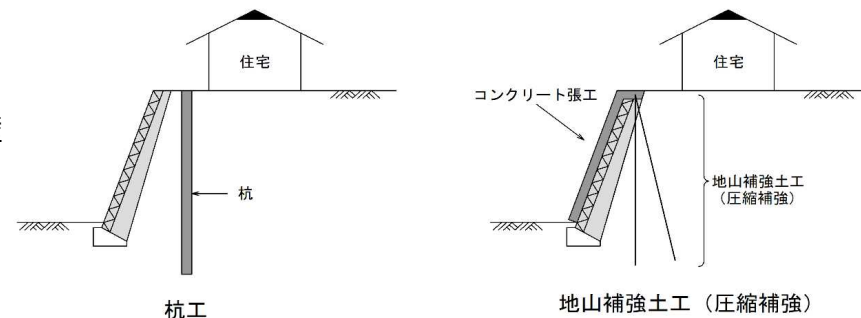 住宅
杭
杭工
住宅
コンクリート張工
地山補強土工
（圧縮補強）
地山補強土工（圧縮補強）